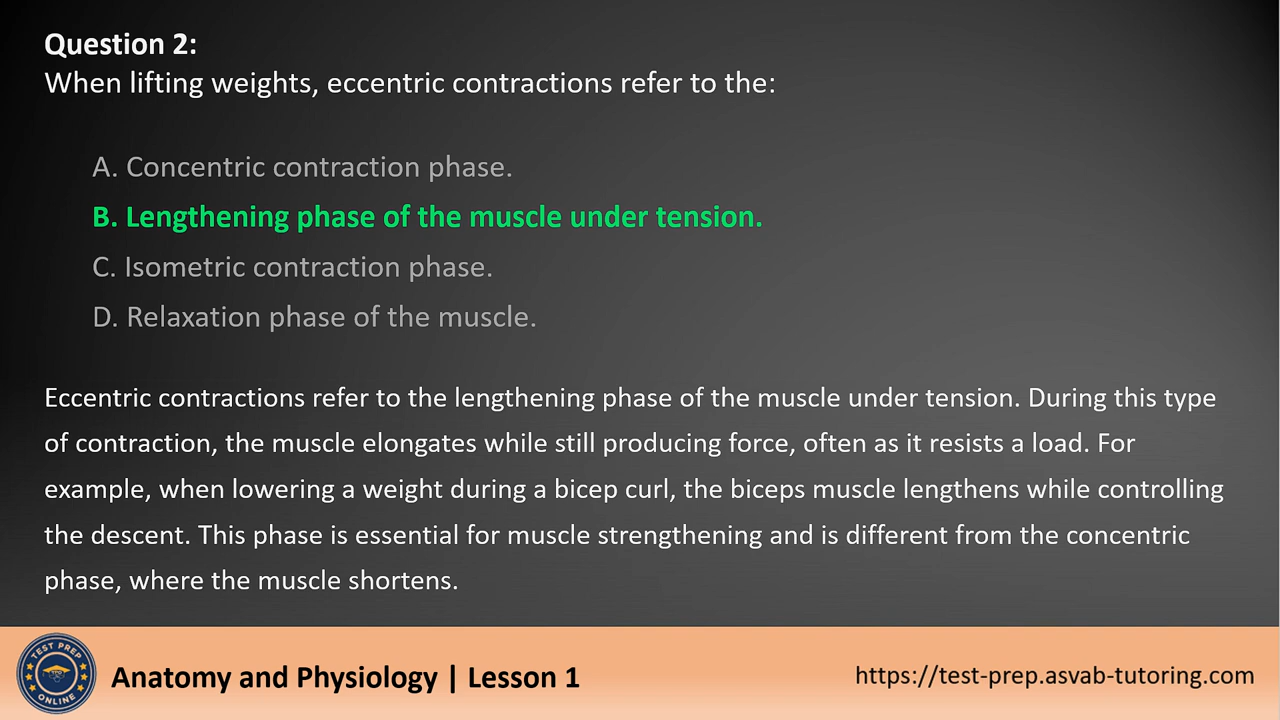 Question 2:
When lifting weights, eccentric contractions refer to the:
A. Concentric contraction phase.
B. Lengthening phase of the muscle under tension.
C. Isometric contraction phase.
D. Relaxation phase of the muscle.
Eccentric contractions refer to the lengthening phase of the muscle under tension. During this type
of contraction, the muscle elongates while still producing force, often as it resists a load. For
example, when lowering a weight during a bicep curl, the biceps muscle lengthens while controlling
the descent. This phase is essential for muscle strengthening and is different from the concentric
phase, where the muscle shortens.
TEST PREP
ONLINE
Anatomy and Physiology | Lesson 1
https://test-prep.asvab-tutoring.com